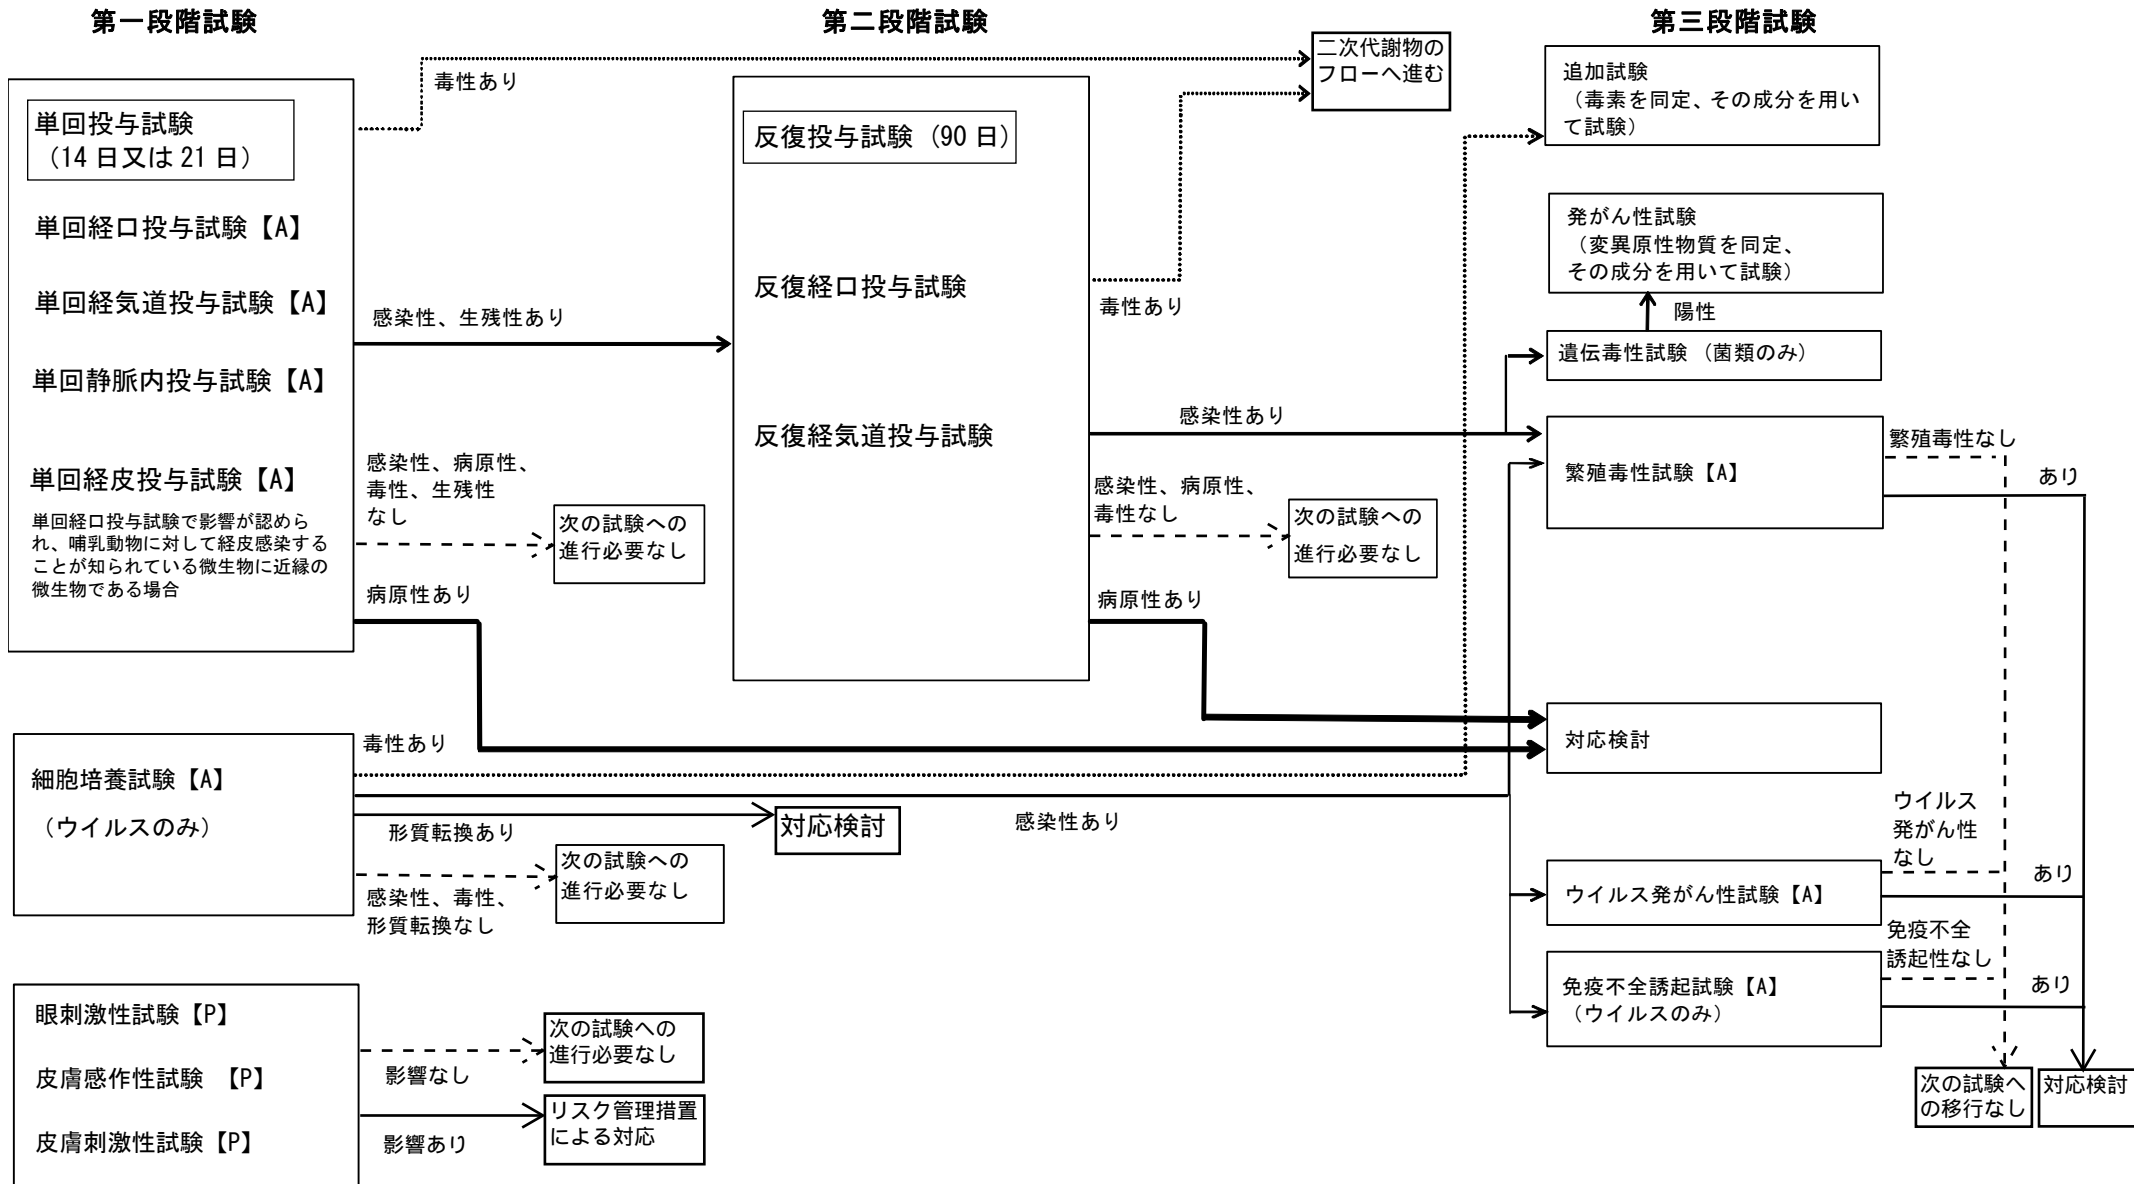 第一段階試験
第二段階試験
第三段階試験
単回投与試験
（14 日又は 21 日）
単回経口投与試験【A】
単回経気道投与試験【A】
単回静脈内投与試験【A】
単回経皮投与試験【A】
単回経口投与試験で影響が認めら
れ、哺乳動物に対して経皮感染する
ことが知られている微生物に近縁の
微生物である場合
毒性あり
感染性、生残性あり
感染性、病原性、
毒性、生残性
なし
次の試験への
進行必要なし
病原性あり
反復投与試験（90 日）
反復経口投与試験
反復経気道投与試験
二次代謝物の
フローへ進む
毒性あり
感染性あり
感染性、病原性、
毒性なし
次の試験への
進行必要なし
病原性あり
追加試験
（毒素を同定、その成分を用い
て試験）
発がん性試験
（変異原性物質を同定、
その成分を用いて試験）
陽性
遺伝毒性試験 （菌類のみ）
繁殖毒性試験【A】
繁殖毒性なし
あり
対応検討
細胞培養試験【A】
（ウイルスのみ）
毒性あり
形質転換あり
対応検討
感染性あり
感染性、毒性、
形質転換なし
次の試験への
進行必要なし
ウイルス
発がん性
なし
あり
ウイルス発がん性試験【A】
免疫不全
誘起性なし
あり
免疫不全誘起試験【A】
（ウイルスのみ）
次の試験へ
の移行なし
対応検討
眼刺激性試験【P】
皮膚感作性試験 【P】
皮膚刺激性試験【P】
影響なし
次の試験への
進行必要なし
影響あり
リスク管理措置
による対応